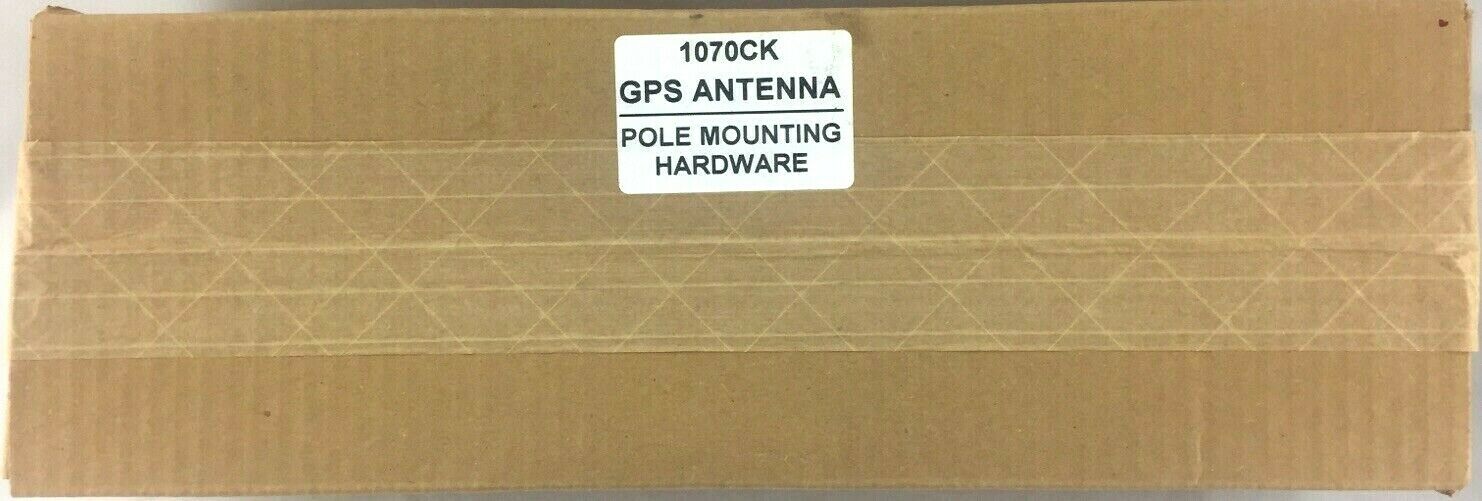 1070CK
GPS ANTENNA
POLE MOUNTING
HARDWARE